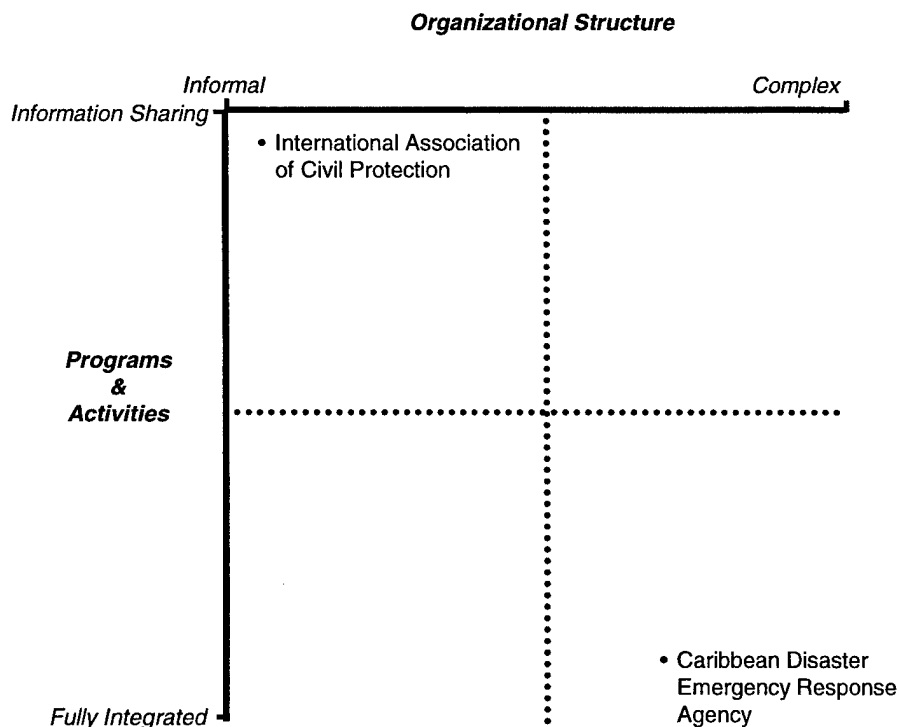 Organizational Structure
Informal
Complex
Information Sharing
• International Association
of Civil Protection
Programs
&
Activities
• Caribbean Disaster
Emergency Response
Agency
Fully Integrated